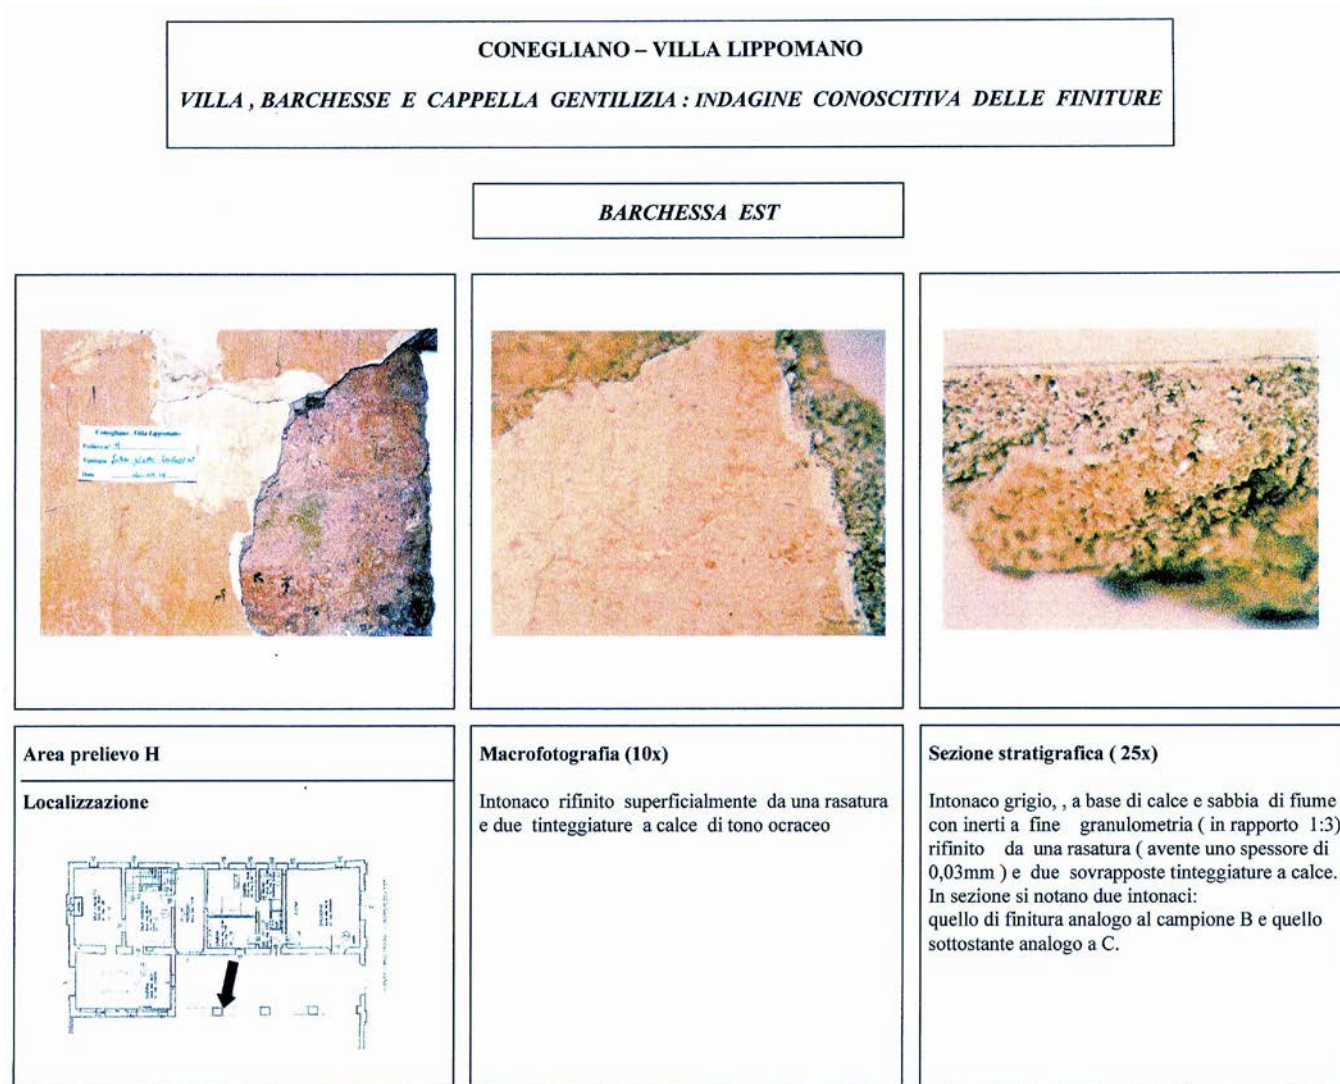 CONEGLIANO – VILLA LIPPOMANO
VILLA , BARCHESSE E CAPPELLA GENTILIZIA : INDAGINE CONOSCITIVA DELLE FINITURE
BARCHESSA EST
Conegliano - Villa Lippomano
Data
Area prelievo H
Localizzazione
Macrofotografia (10x)
Intonaco rifinito superficialmente da una rasatura
e due tinteggiature a calce di tono ocraceo
Sezione stratigrafica ( 25x)
Intonaco grigio, , a base di calce e sabbia di fiume
con inerti a fine granulometria ( in rapporto 1:3)
rifinito da una rasatura ( avente uno spessore di
0,03mm ) e due sovrapposte tinteggiature a calce.
In sezione si notano due intonaci:
quello di finitura analogo al campione B e quello
sottostante analogo a C.